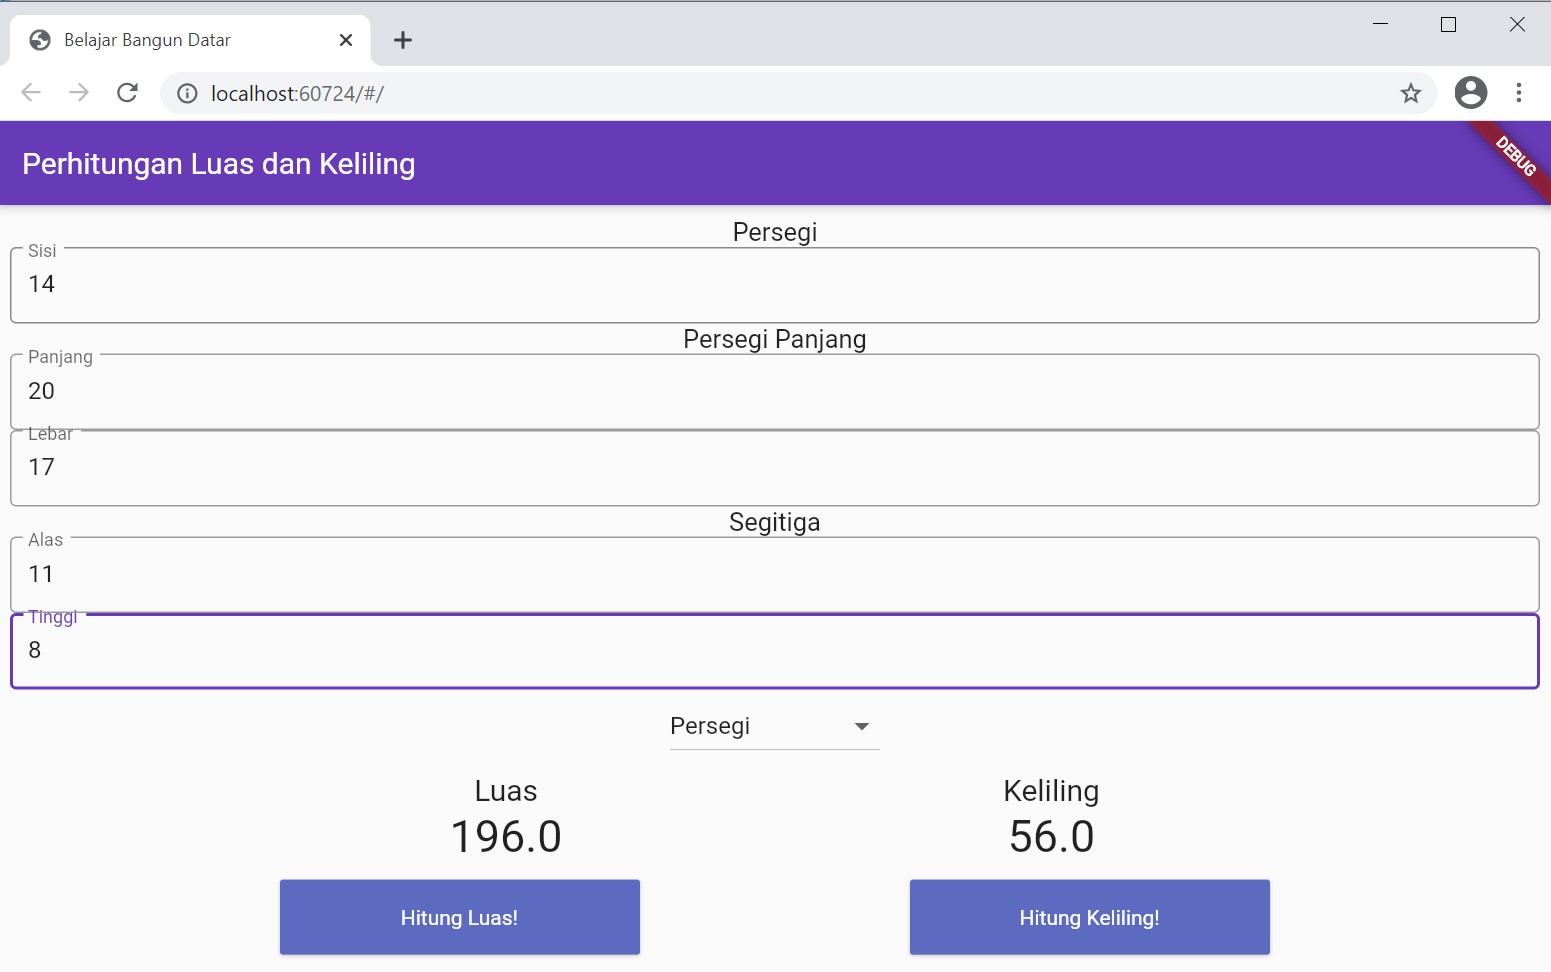 Belajar Bangun Datar
localhost:60724/#/
Perhitungan Luas dan Keliling
DEBUG
Persegi
Sisi
14
Persegi Panjang
Panjang
20
Lebar
17
Segitiga
Alas
11
Tinggi
8
Persegi
Luas Keliling
196.0 56.0
Hitung Luas! Hitung Keliling!